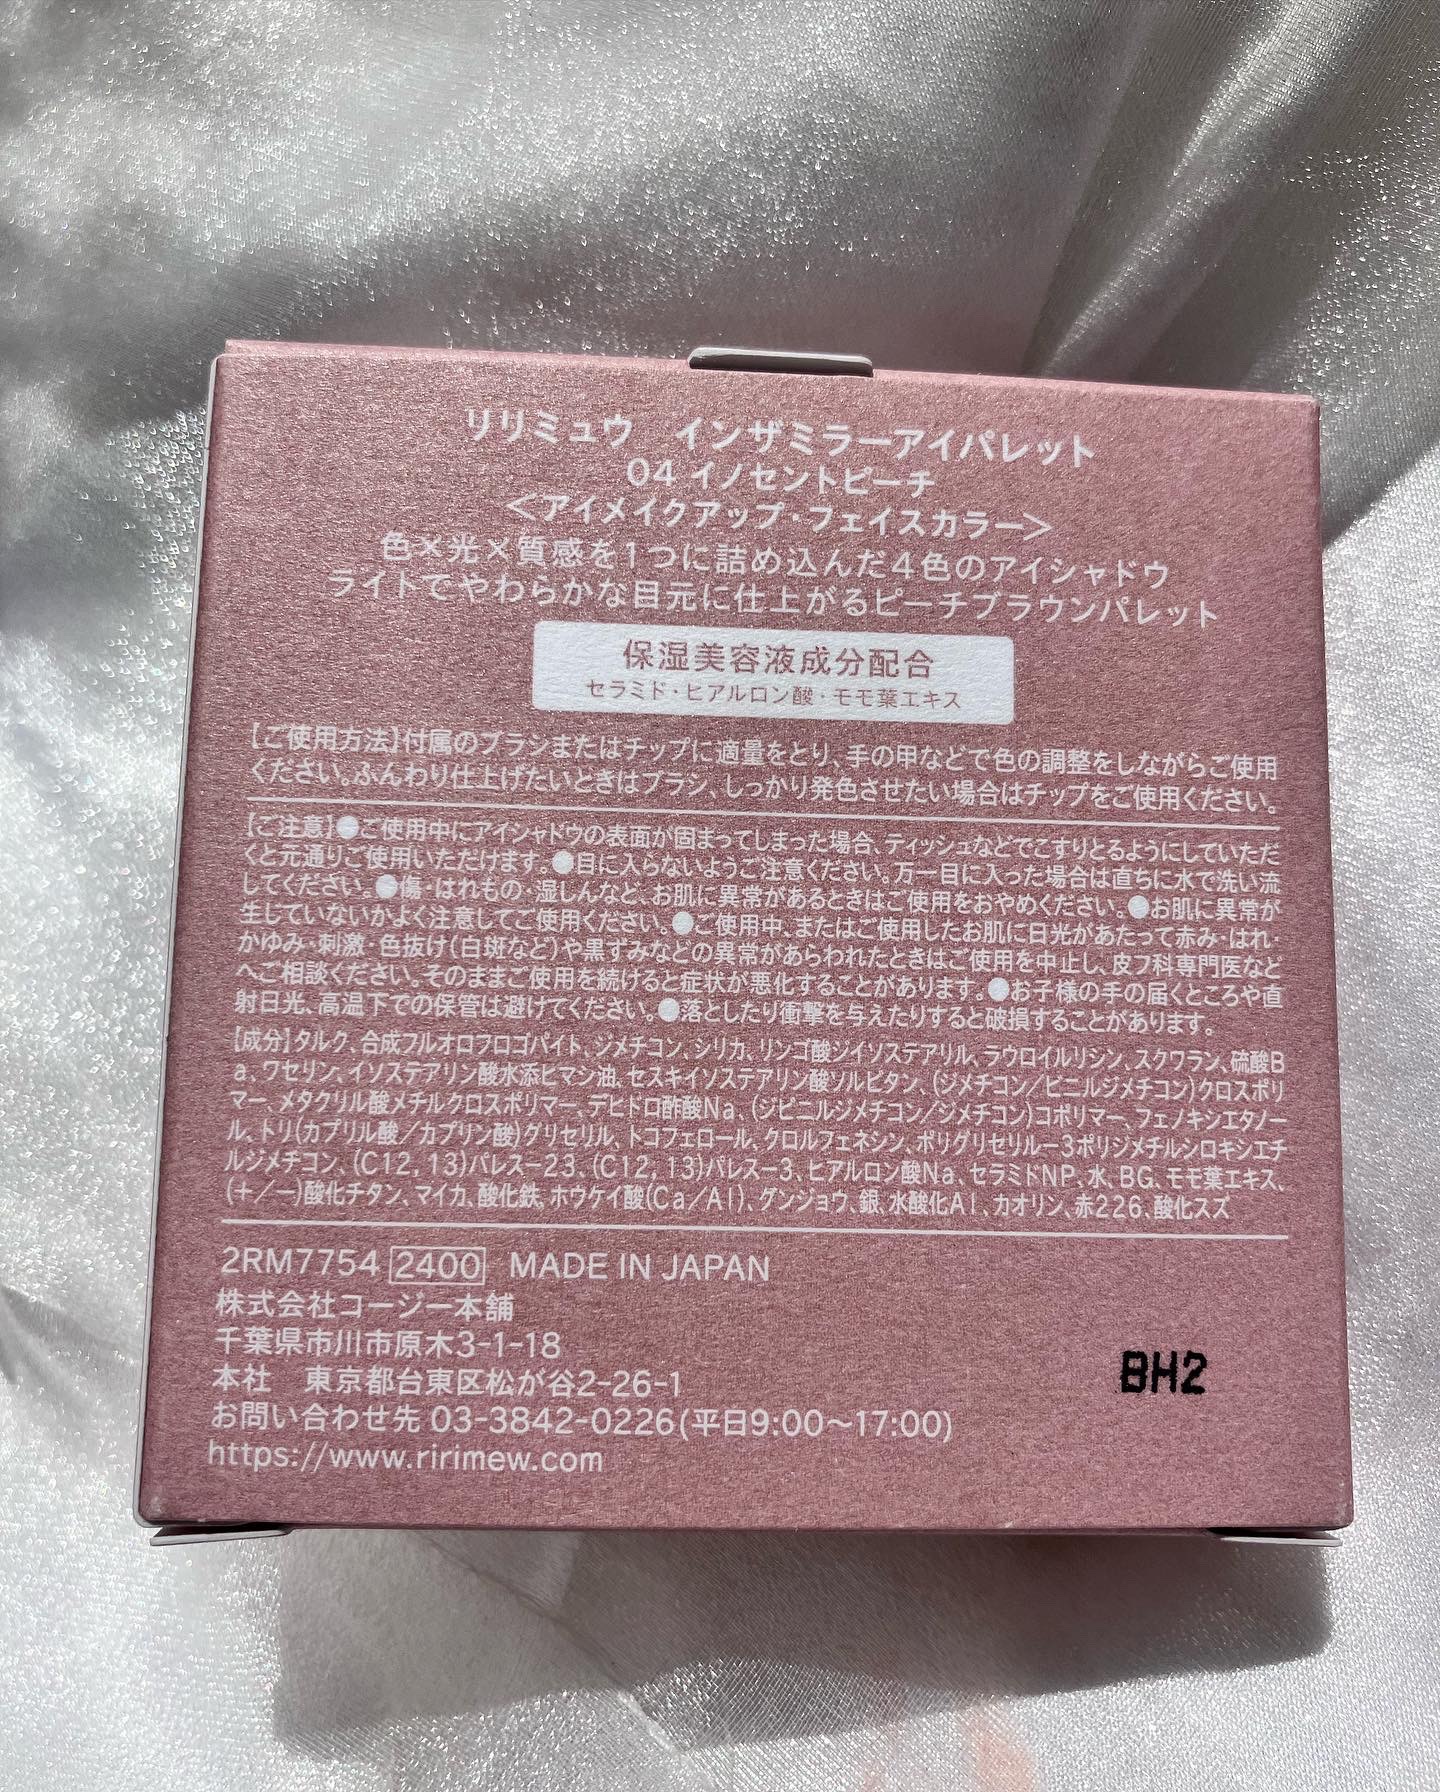 リリミュウ　インザミラーアイパレット
04 イノセントピーチ
＜アイメイクアップ・フェイスカラー＞
色×光×質感を1つに詰め込んだ4色のアイシャドウ
ライトでやわらかな目元に仕上がるピーチブラウンパレット
保湿美容液成分配合
セラミド・ヒアルロン酸・モモ葉エキス
【ご使用方法】付属のブラシまたはチップに適量をとり、手の甲などで色の調整をしながらご使用
ください。ふんわり仕上げたいときはブラシ、しっかり発色させたい場合はチップをご使用ください。
【ご注意】●ご使用中にアイシャドウの表面が固まってしまった場合、ティッシュなどでこすりとるようにしていただ
くと元通りご使用いただけます。●目に入らないようご注意ください。万一目に入った場合は直ちに水で洗い流
してください。●傷・はれもの・湿しんなど、お肌に異常があるときはご使用をおやめください。●お肌に異常が
生じていないかよく注意してご使用ください。●ご使用中、またはご使用したお肌に日光があたって赤み・はれ・
かゆみ・刺激・色抜け(白斑など)や黒ずみなどの異常があらわれたときはご使用を中止し、皮フ科専門医など
へご相談ください。そのままご使用を続けると症状が悪化することがあります。●お子様の手の届くところや直
射日光、高温下での保管は避けてください。●落としたり衝撃を与えたりすると破損することがあります。
【成分】タルク、合成フルオロフロゴパイト、ジメチコン、シリカ、リンゴ酸ジイソステアリル、ラウロイルリシン、スクワラン、硫酸B
a、ワセリン、イソステアリン酸水添ヒマシ油、セスキイソステアリン酸ソルビタン、(ジメチコン/ビニルジメチコン)クロスポリ
マー、メタクリル酸メチルクロスポリマー、デヒドロ酢酸Na、(ジビニルジメチコン/ジメチコン)コポリマー、フェノキシエタノー
ル、トリ(カプリル酸/カプリン酸)グリセリル、トコフェロール、クロルフェネシン、ポリグリセリル-3ポリジメチルシロキシエチ
ルジメチコン、(C12, 13)パレス-23、(C12, 13)パレス-3、ヒアルロン酸Na、セラミドNP、水、BG、モモ葉エキス、
(+/-)酸化チタン、マイカ、酸化鉄、ホウケイ酸(Ca/Al)、グンジョウ、銀、水酸化Al、カオリン、赤226、酸化スズ
2RM7754 2400 MADE IN JAPAN
株式会社コージー本舗
千葉県市川市原木3-1-18
本社　東京都台東区松が谷2-26-1
お問い合わせ先 03-3842-0226(平日9:00〜17:00)
https://www.ririmew.com
BH2